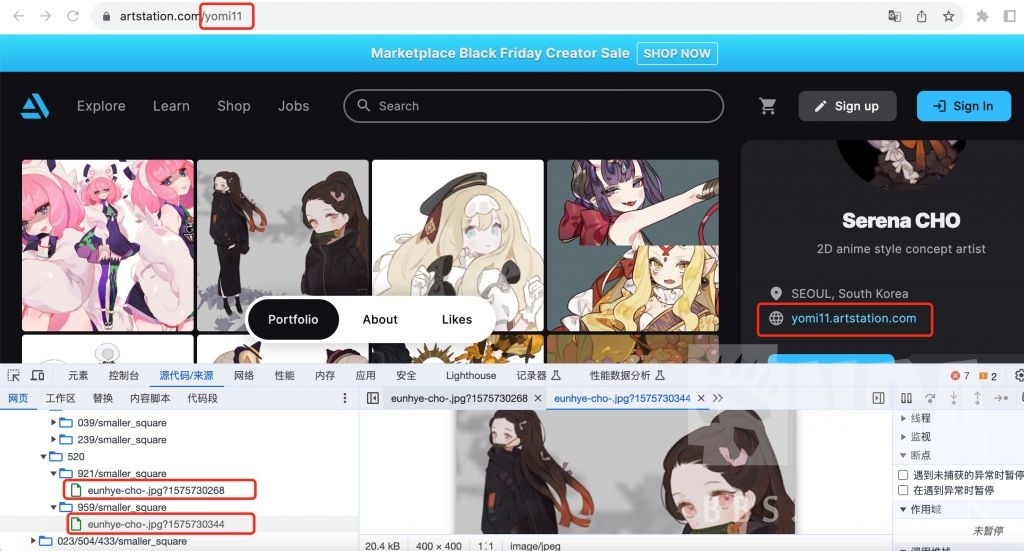 artstation.com/yomi11
Marketplace Black Friday Creator Sale SHOP NOW
Explore Learn Shop Jobs Search Sign up Sign In
Serena CHO
2D anime style concept artist
SEOUL, South Korea
yomi11.artstation.com
Portfolio About Likes
元素 控制台 源代码/来源 网络 性能 内存 应用 安全 Lighthouse 记录器 性能数据分析 7 2
网页 工作区 替换 内容脚本 代码段
eunhye-cho-.jpg?1575730268 eunhye-cho-.jpg?1575730344
039/smaller_square
239/smaller_square
520
921/smaller_square
eunhye-cho-.jpg?1575730268
959/smaller_square
eunhye-cho-.jpg?1575730344
023/504/433/smaller_square
20.4 kB 400 × 400 1∶1 image/jpeg
线程
监视
断点
遇到未捕获的异常时暂停
在遇到异常时暂停
作用域
未暂停
调用堆栈